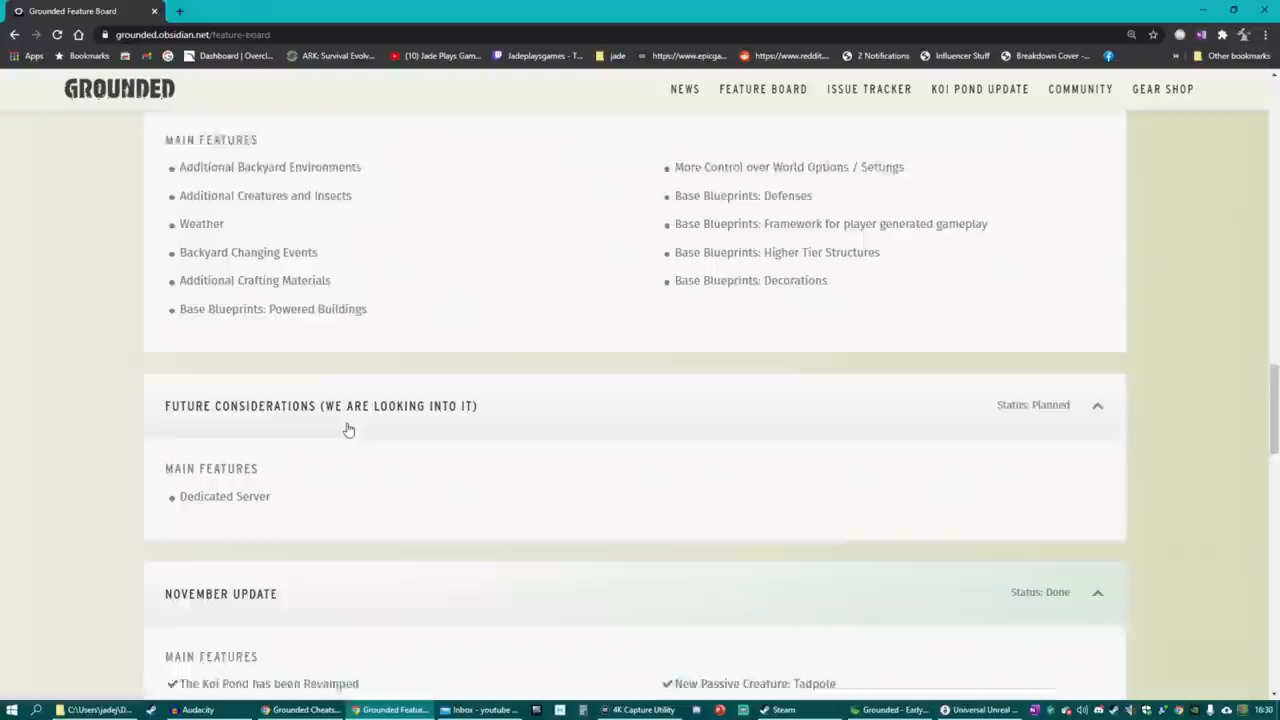 Grounded Feature Board
grounded.obsidian.net/feature-board
Apps Bookmarks Dashboard | Overcl... ARK: Survival Evolv... (10) Jade Plays Gam... Jadeplaysgames - T... jade https://www.epicga... https://www.reddit... 2 Notifications Influencer Stuff Breakdown Cover -... Other bookmarks
GROUNDED NEWS FEATURE BOARD ISSUE TRACKER KOI POND UPDATE COMMUNITY GEAR SHOP
MAIN FEATURES
Additional Backyard Environments
Additional Creatures and Insects
Weather
Backyard Changing Events
Additional Crafting Materials
Base Blueprints: Powered Buildings
More Control over World Options / Settings
Base Blueprints: Defenses
Base Blueprints: Framework for player generated gameplay
Base Blueprints: Higher Tier Structures
Base Blueprints: Decorations
FUTURE CONSIDERATIONS (WE ARE LOOKING INTO IT) Status: Planned
MAIN FEATURES
Dedicated Server
NOVEMBER UPDATE Status: Done
MAIN FEATURES
The Koi Pond has been Revamped
New Passive Creature: Tadpole
C:\Users\jadej\D... Audacity Grounded Cheats... Grounded Featur... Inbox - youtube ... 4K Capture Utility Steam Grounded - Early... Universal Unreal ... 16:30